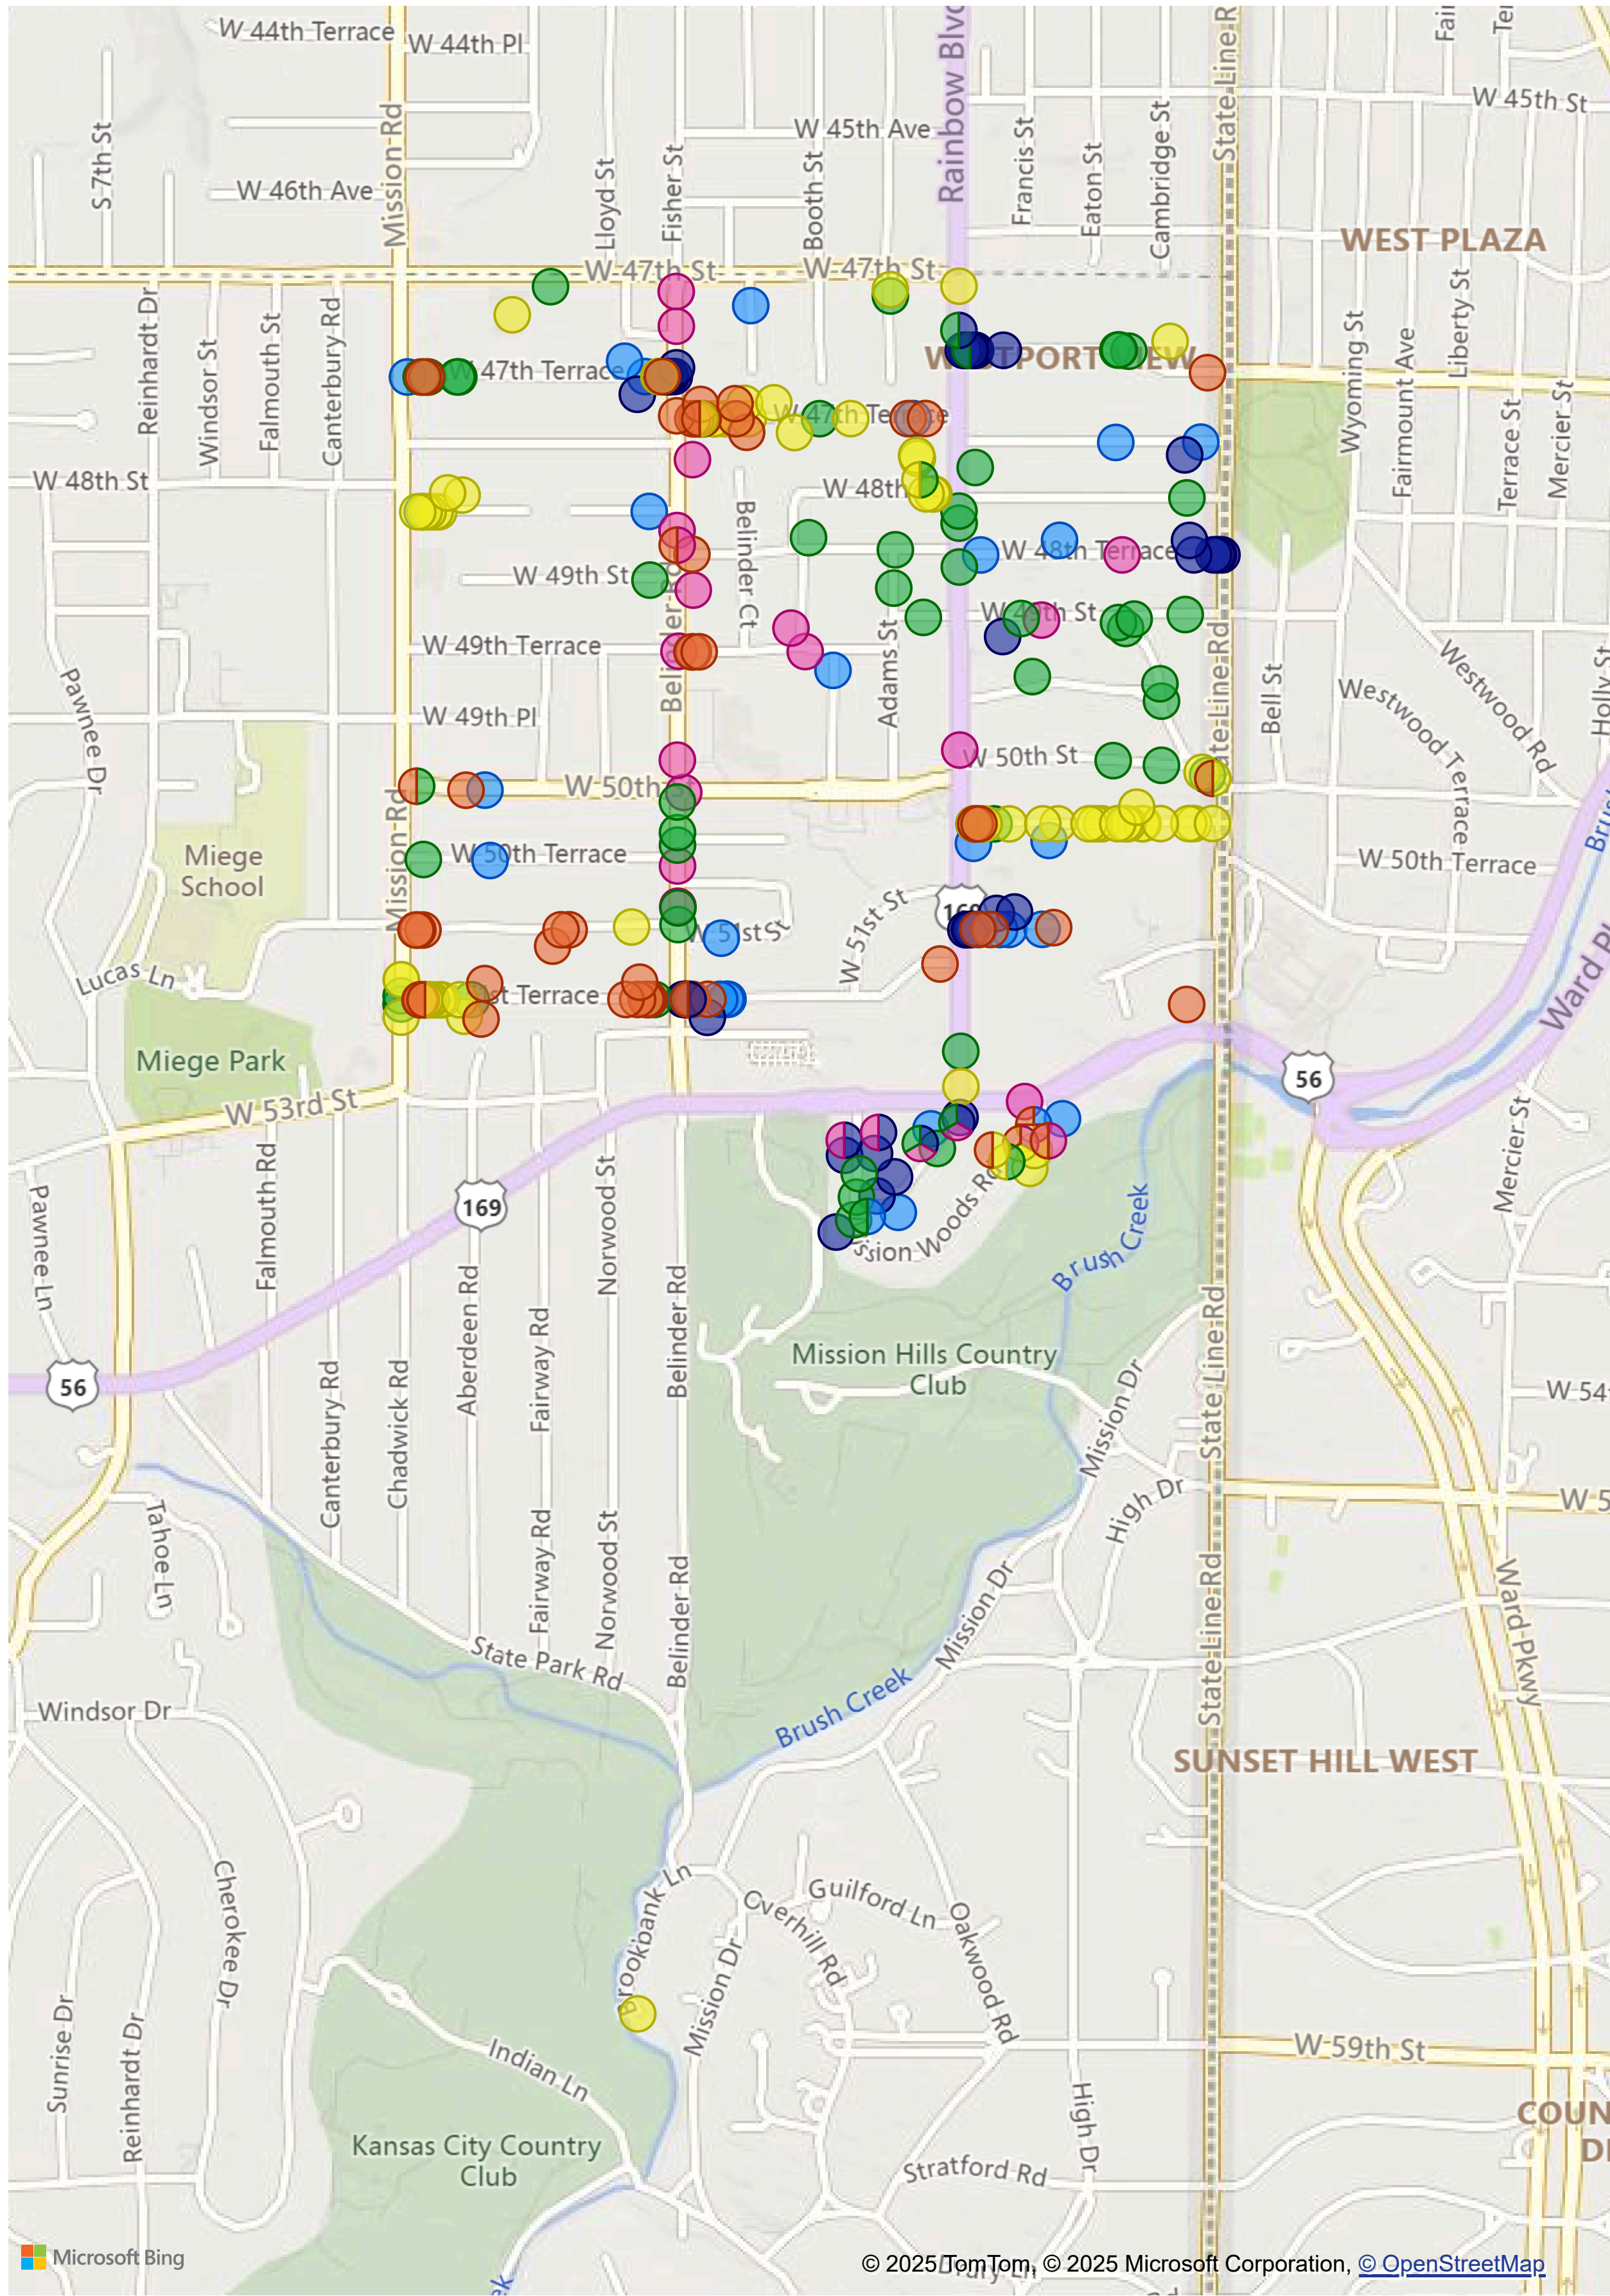 W 44th Terrace
W 44th Pl
W 45th St
W 45th Ave
W 46th Ave
S 7th St
Mission Rd
Lloyd St
Fisher St
Booth St
Rainbow Blvd
Francis St
Eaton St
Cambridge St
WEST PLAZA
W 47th St
W 47th St
Reinhardt Dr
Windsor St
Falmouth St
Canterbury Rd
Wyoming St
Fairmount Ave
Liberty St
Terrace St
Mercier St
W 48th St
Belinder Ct
W 48th Terrace
W 49th St
W 49th St
W 49th Terrace
W 49th Pl
Adams St
Pawnee Dr
Bell St
Westwood Rd
Westwood Terrace
Holly St
W 50th St
Mission Rd
Miege
School
W 50th Terrace
W 50th Terrace
W 51st St
Lucas Ln
Miege Park
W 53rd St
56
Ward Pkwy
Mercier St
Pawnee Ln
Falmouth Rd
169
Norwood St
Brush Creek
Aberdeen Rd
Fairway Rd
Belinder Rd
Canterbury Rd
Chadwick Rd
Mission Hills Country
Club
State Line Rd
Mission Dr
56
High Dr
Tahoe Ln
Fairway Rd
Norwood St
Belinder Rd
State Line Rd
Mission Dr
Ward Pkwy
State Park Rd
Brush Creek
Windsor Dr
SUNSET HILL WEST
Cherokee Dr
Brookbank Ln
Guilford Ln
Overhill Rd
Oakwood Rd
Mission Dr
Sunrise Dr
Reinhardt Dr
Indian Ln
W 59th St
High Dr
Kansas City Country
Club
Stratford Rd
Microsoft Bing
© 2025 TomTom, © 2025 Microsoft Corporation, © OpenStreetMap